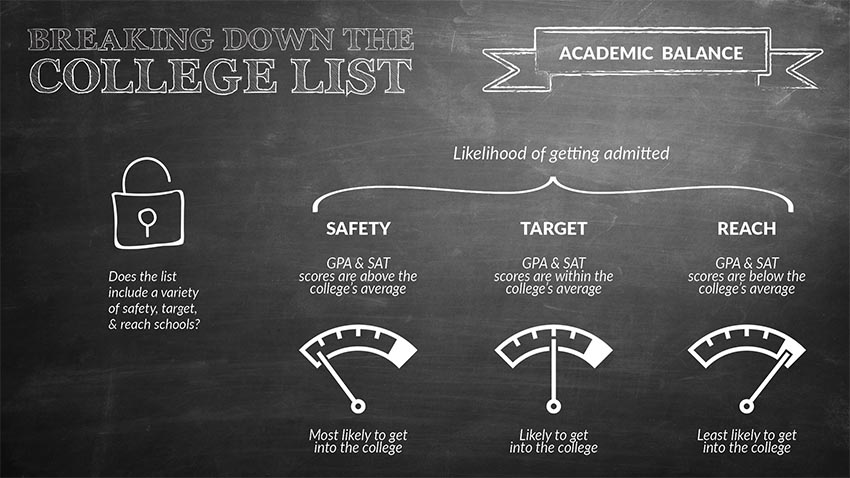 BREAKING DOWN THE
COLLEGE LIST
ACADEMIC BALANCE
Likelihood of getting admitted
Does the list
include a variety
of safety, target,
& reach schools?
SAFETY
GPA & SAT
scores are above the
college's average
Most likely to get
into the college
TARGET
GPA & SAT
scores are within the
college's average
Likely to get
into the college
REACH
GPA & SAT
scores are below the
college's average
Least likely to get
into the college